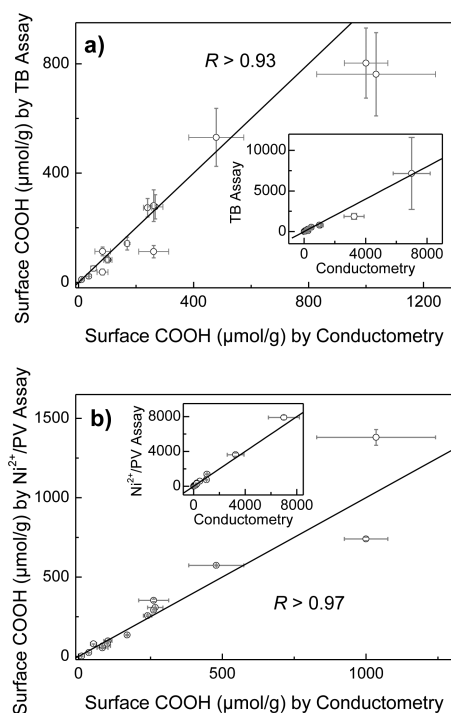 a)
R > 0.93
Surface COOH (μmol/g) by TB Assay
800
400
0
TB Assay
10000
5000
0
0
4000
8000
Conductometry
0
400
800
1200
Surface COOH (μmol/g) by Conductometry
b)
Surface COOH (μmol/g) by Ni²⁺/PV Assay
1500
1000
500
0
Ni²⁺/PV Assay
8000
4000
0
0
4000
8000
Conductometry
R > 0.97
0
500
1000
Surface COOH (μmol/g) by Conductometry